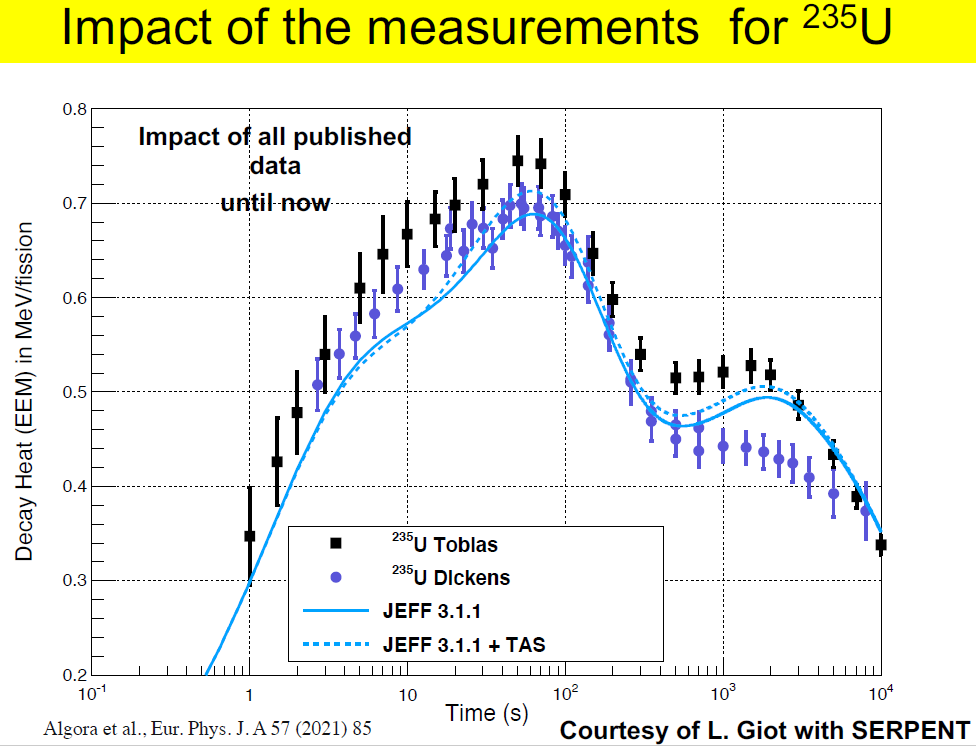 Impact of the measurements for ²³⁵U
Impact of all published
data
until now
0.8
0.7
0.6
0.5
0.4
0.3
0.2
Decay Heat (EEM) in MeV/fission
²³⁵U Tobias
²³⁵U Dickens
JEFF 3.1.1
JEFF 3.1.1 + TAS
10⁻¹ 1 10 10² 10³ 10⁴
Time (s)
Algora et al., Eur. Phys. J. A 57 (2021) 85
Courtesy of L. Giot with SERPENT